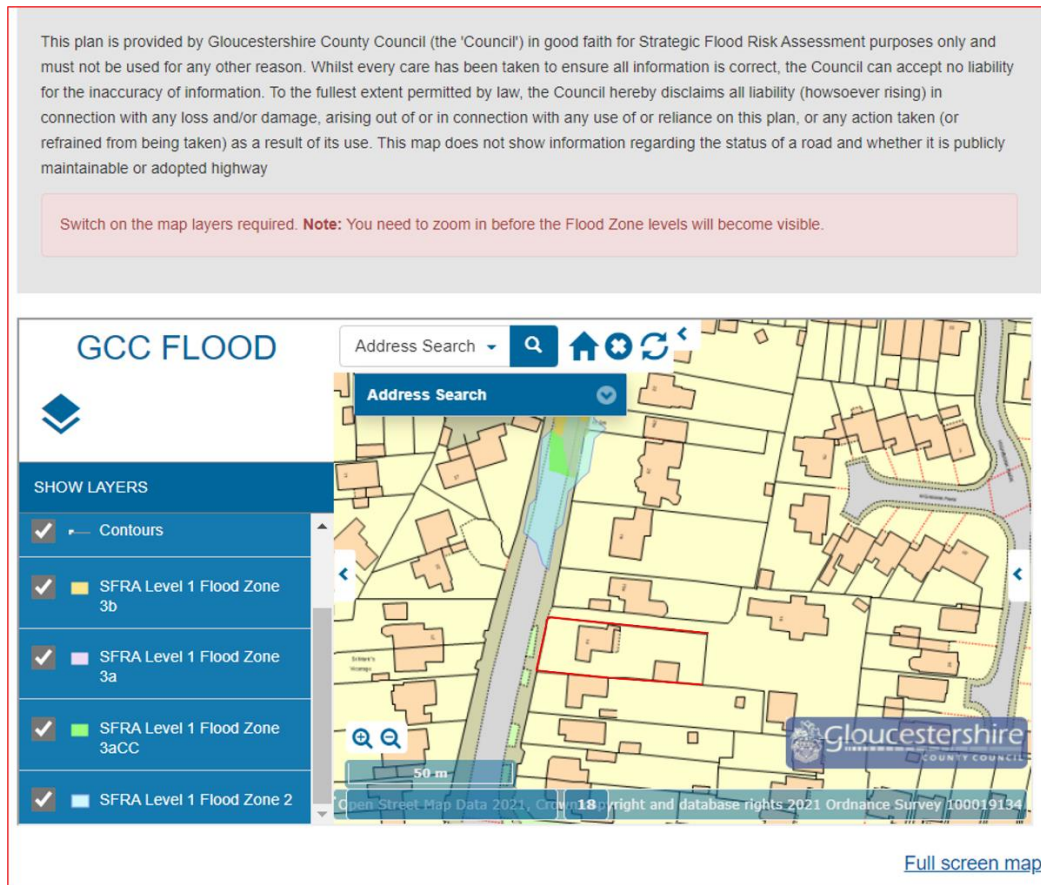 This plan is provided by Gloucestershire County Council (the 'Council') in good faith for Strategic Flood Risk Assessment purposes only and
must not be used for any other reason. Whilst every care has been taken to ensure all information is correct, the Council can accept no liability
for the inaccuracy of information. To the fullest extent permitted by law, the Council hereby disclaims all liability (howsoever rising) in
connection with any loss and/or damage, arising out of or in connection with any use of or reliance on this plan, or any action taken (or
refrained from being taken) as a result of its use. This map does not show information regarding the status of a road and whether it is publicly
maintainable or adopted highway
Switch on the map layers required. Note: You need to zoom in before the Flood Zone levels will become visible.
GCC FLOOD
Address Search
Address Search
SHOW LAYERS
Contours
SFRA Level 1 Flood Zone
3b
SFRA Level 1 Flood Zone
3a
SFRA Level 1 Flood Zone
3aCC
SFRA Level 1 Flood Zone 2
Gloucestershire
COUNTY COUNCIL
50 m
Open Street Map Data 2021, Crown 18 pyright and database rights 2021 Ordnance Survey 100019134
Full screen map